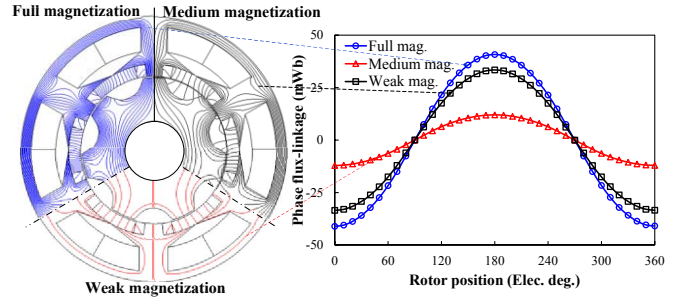 Full magnetization Medium magnetization
Weak magnetization
Phase flux-linkage (mWb)
50
25
0
-25
-50
Full mag.
Medium mag.
Weak mag.
0 60 120 180 240 300 360
Rotor position (Elec. deg.)